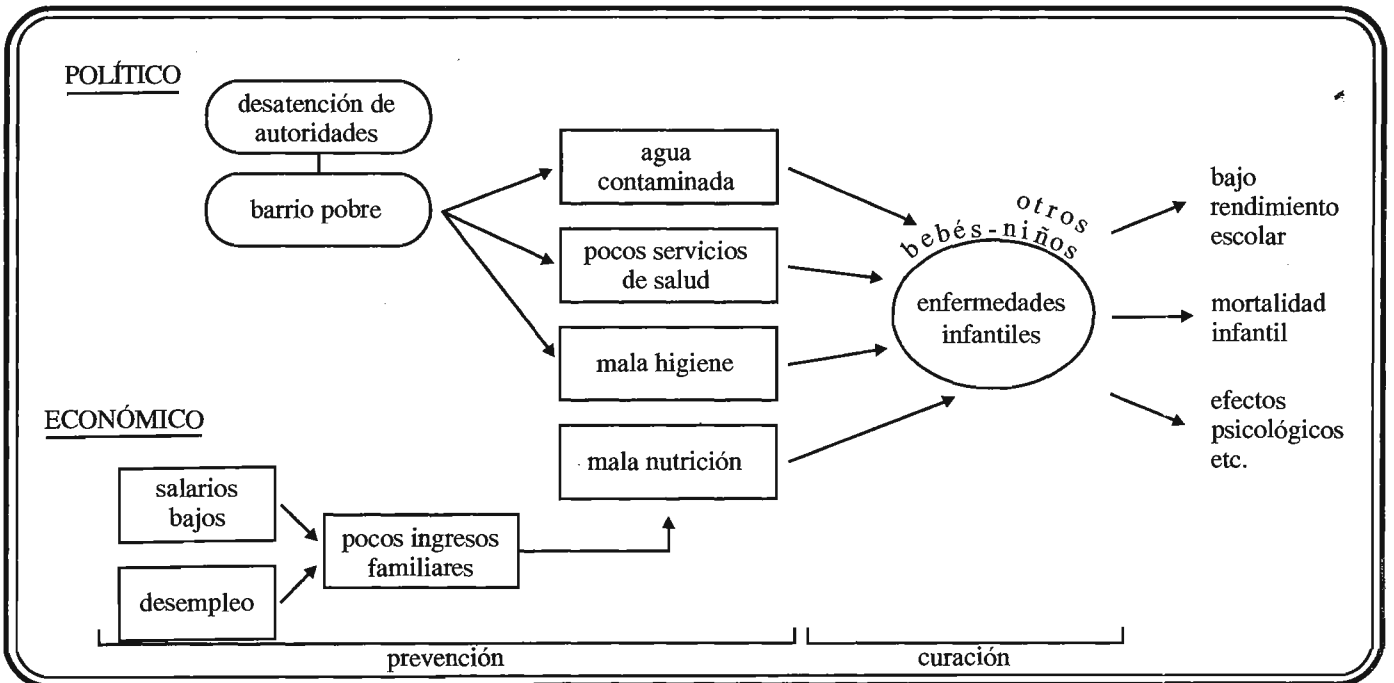 POLÍTICO
desatención de
autoridades
barrio pobre
agua
contaminada
pocos servicios
de salud
mala higiene
mala nutrición
otros
bebés-niños
enfermedades
infantiles
bajo
rendimiento
escolar
mortalidad
infantil
efectos
psicológicos
etc.
ECONÓMICO
salarios
bajos
desempleo
pocos ingresos
familiares
prevención
curación